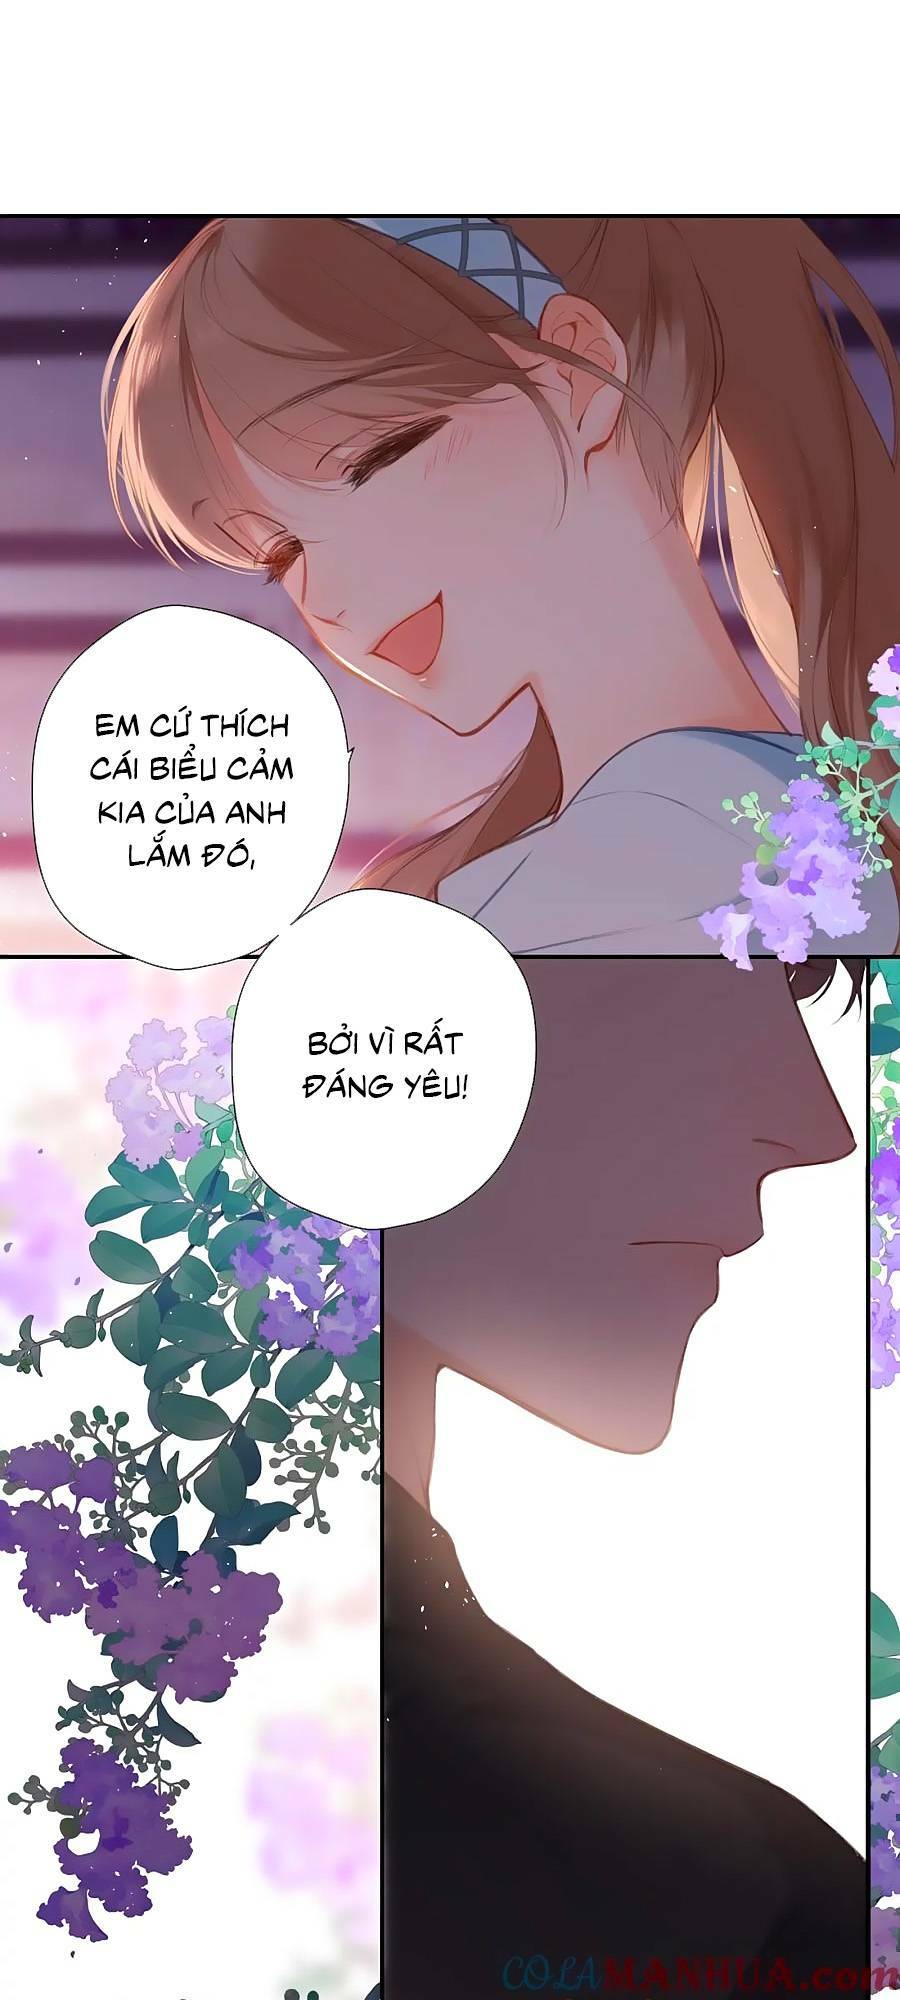 EM CỨ THÍCH
CÁI BIỂU CẢM
KIA CỦA ANH
LẮM ĐÓ,
BỞI VÌ RẤT
ĐÁNG YÊU!
COLAMANHUA.com